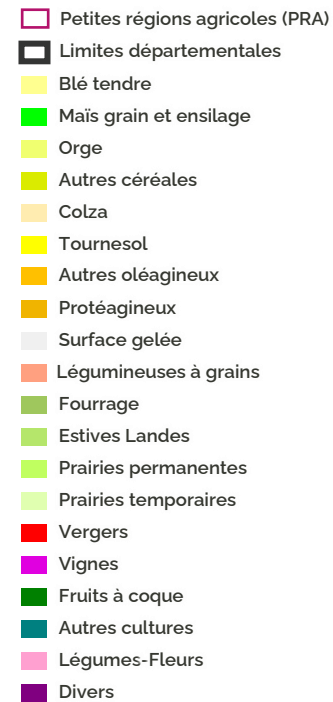 Petites régions agricoles (PRA)
Limites départementales
Blé tendre
Maïs grain et ensilage
Orge
Autres céréales
Colza
Tournesol
Autres oléagineux
Protéagineux
Surface gelée
Légumineuses à grains
Fourrage
Estives Landes
Prairies permanentes
Prairies temporaires
Vergers
Vignes
Fruits à coque
Autres cultures
Légumes-Fleurs
Divers